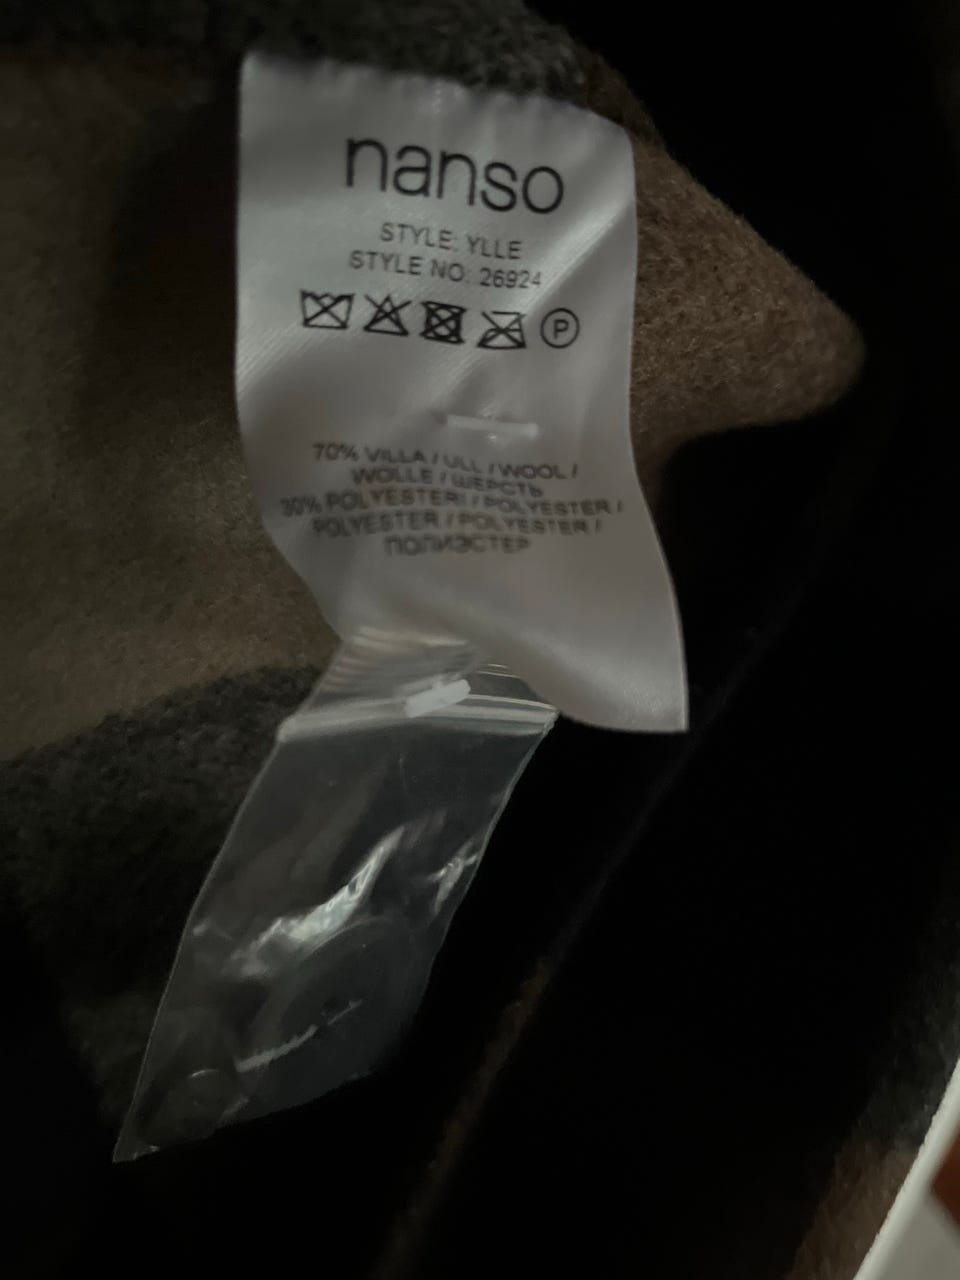 nanso
STYLE: YLLE
STYLE NO: 26924
P
70% VILLA / ULL / WOOL /
WOLLE / ШЕРСТЬ
30% POLYESTERI / POLYESTER /
POLYESTER / POLYESTER /
ПОЛИЭСТЕР